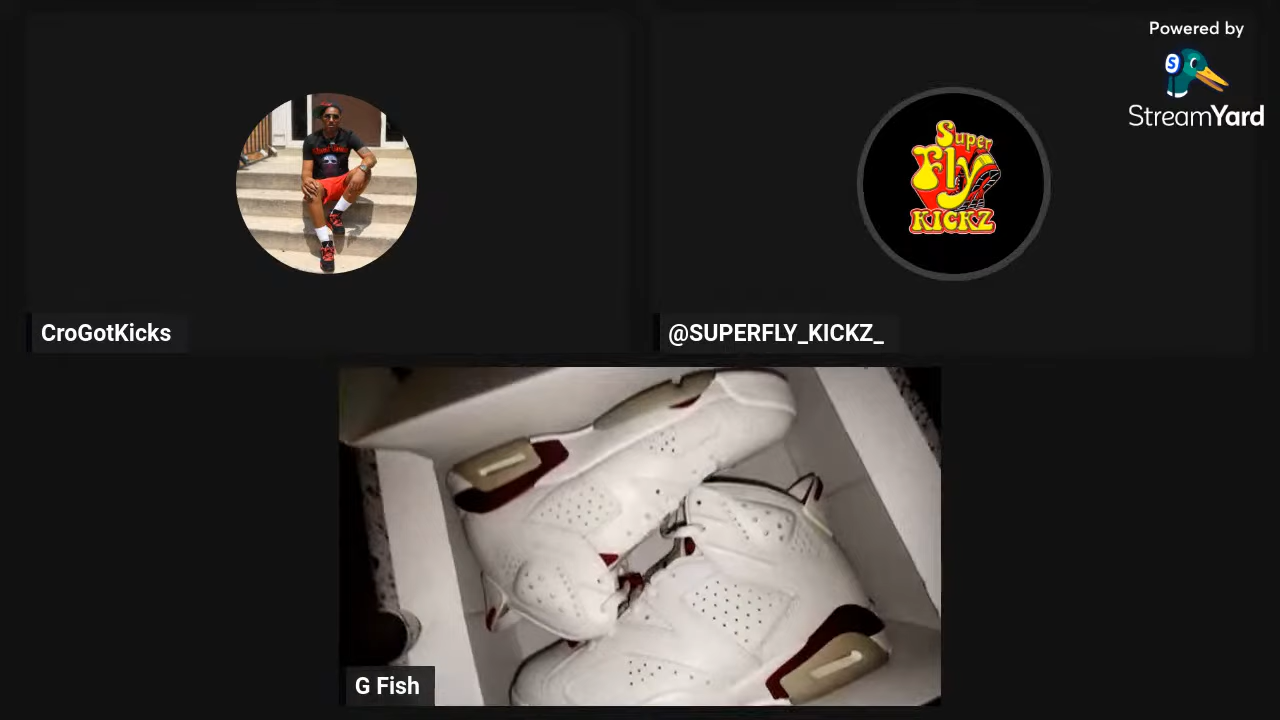 Powered by
S
StreamYard
Super
Fly
KICKZ
CroGotKicks
@SUPERFLY_KICKZ_
G Fish